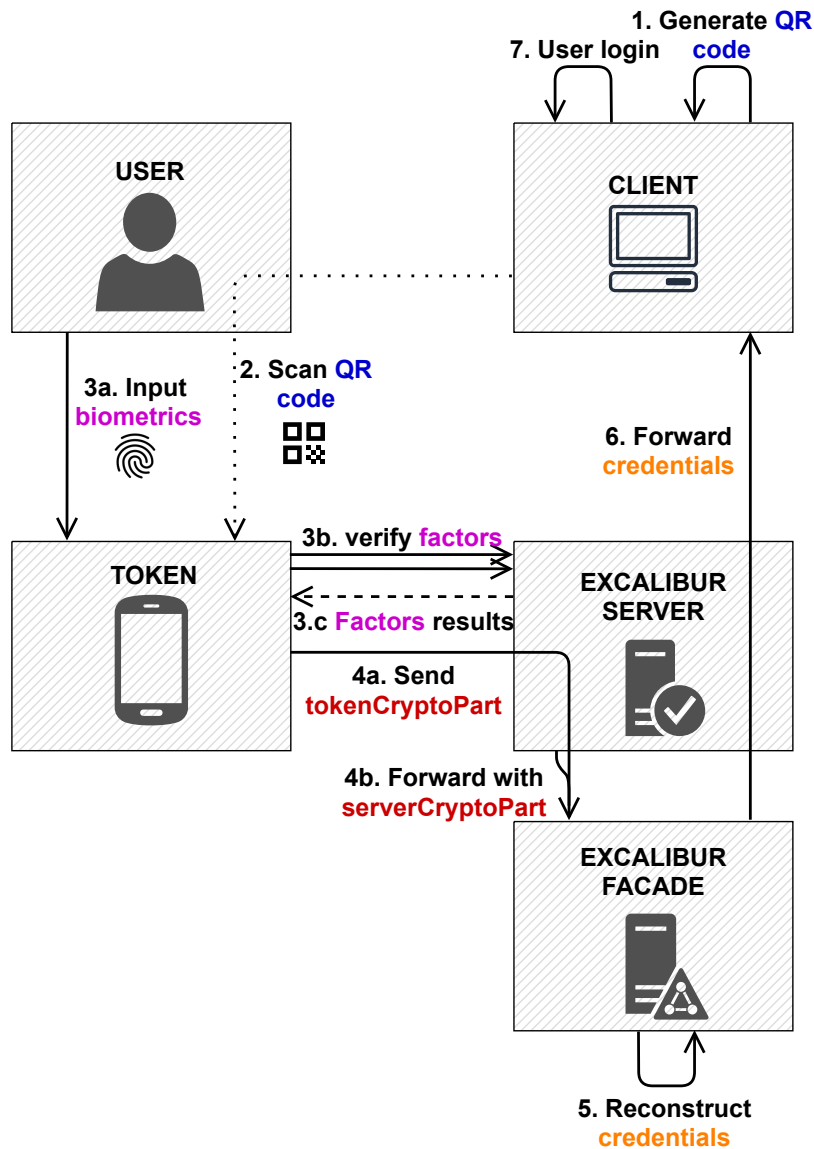 1. Generate QR
code
7. User login
USER
CLIENT
2. Scan QR
code
3a. Input
biometrics
6. Forward
credentials
3b. verify factors
TOKEN
EXCALIBUR
SERVER
3.c Factors results
4a. Send
tokenCryptoPart
4b. Forward with
serverCryptoPart
EXCALIBUR
FACADE
5. Reconstruct
credentials